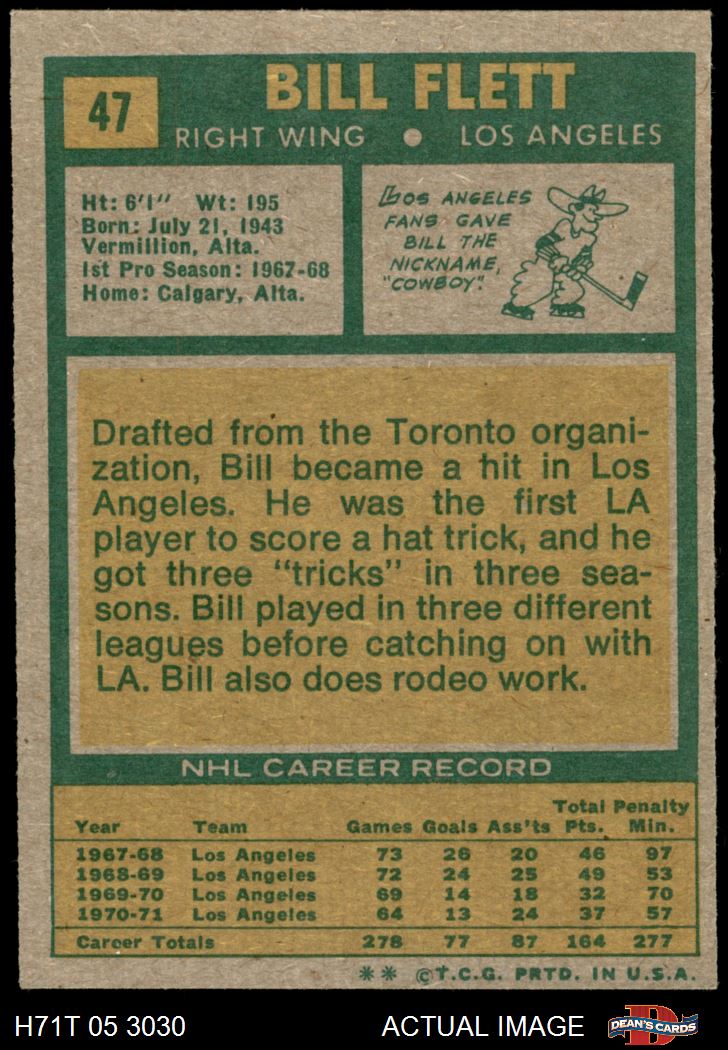 47
BILL FLETT
RIGHT WING ● LOS ANGELES
Ht: 6'1" Wt: 195
Born: July 21, 1943
Vermillion, Alta.
1st Pro Season: 1967-68
Home: Calgary, Alta.
LOS ANGELES
FANS GAVE
BILL THE
NICKNAME,
"COWBOY".
Drafted from the Toronto organi-
zation, Bill became a hit in Los
Angeles. He was the first LA
player to score a hat trick, and he
got three "tricks" in three sea-
sons. Bill played in three different
leagues before catching on with
LA. Bill also does rodeo work.
NHL CAREER RECORD
Total Penalty
Year Team Games Goals Ass'ts Pts. Min.
1967-68 Los Angeles 73 26 20 46 97
1968-69 Los Angeles 72 24 25 49 53
1969-70 Los Angeles 69 14 18 32 70
1970-71 Los Angeles 64 13 24 37 57
Career Totals 278 77 87 164 277
** ©T.C.G. PRTD. IN U.S.A.
H71T 05 3030 ACTUAL IMAGE
D
DEAN'S CARDS